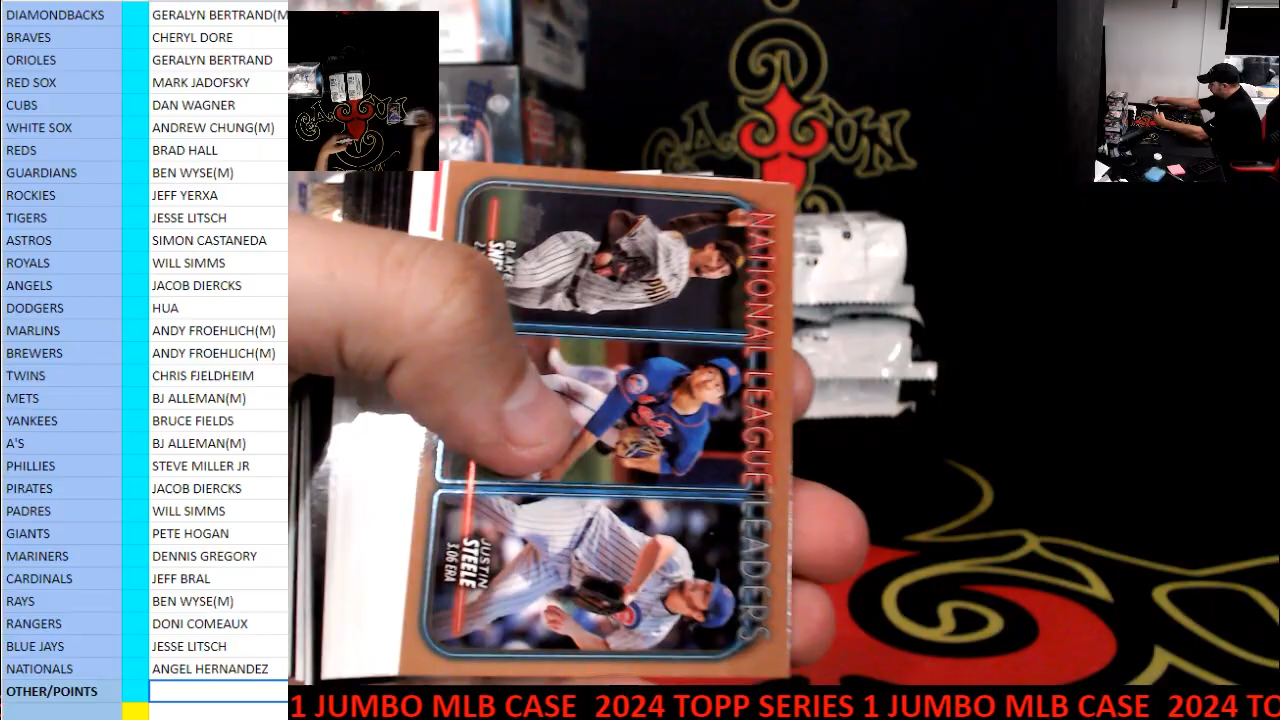 DIAMONDBACKS GERALYN BERTRAND(M
BRAVES CHERYL DORE
ORIOLES GERALYN BERTRAND
RED SOX MARK JADOFSKY
CUBS DAN WAGNER
WHITE SOX ANDREW CHUNG(M)
REDS BRAD HALL
GUARDIANS BEN WYSE(M)
ROCKIES JEFF YERXA
TIGERS JESSE LITSCH
ASTROS SIMON CASTANEDA
ROYALS WILL SIMMS
ANGELS JACOB DIERCKS
DODGERS HUA
MARLINS ANDY FROEHLICH(M)
BREWERS ANDY FROEHLICH(M)
TWINS CHRIS FJELDHEIM
METS BJ ALLEMAN(M)
YANKEES BRUCE FIELDS
A'S BJ ALLEMAN(M)
PHILLIES STEVE MILLER JR
PIRATES JACOB DIERCKS
PADRES WILL SIMMS
GIANTS PETE HOGAN
MARINERS DENNIS GREGORY
CARDINALS JEFF BRAL
RAYS BEN WYSE(M)
RANGERS DONI COMEAUX
BLUE JAYS JESSE LITSCH
NATIONALS ANGEL HERNANDEZ
OTHER/POINTS
NATIONAL LEAGUE LEADERS
BLAKE
JUSTIN
STEELE
3.06 ERA
1 JUMBO MLB CASE 2024 TOPP SERIES 1 JUMBO MLB CASE 2024 TO